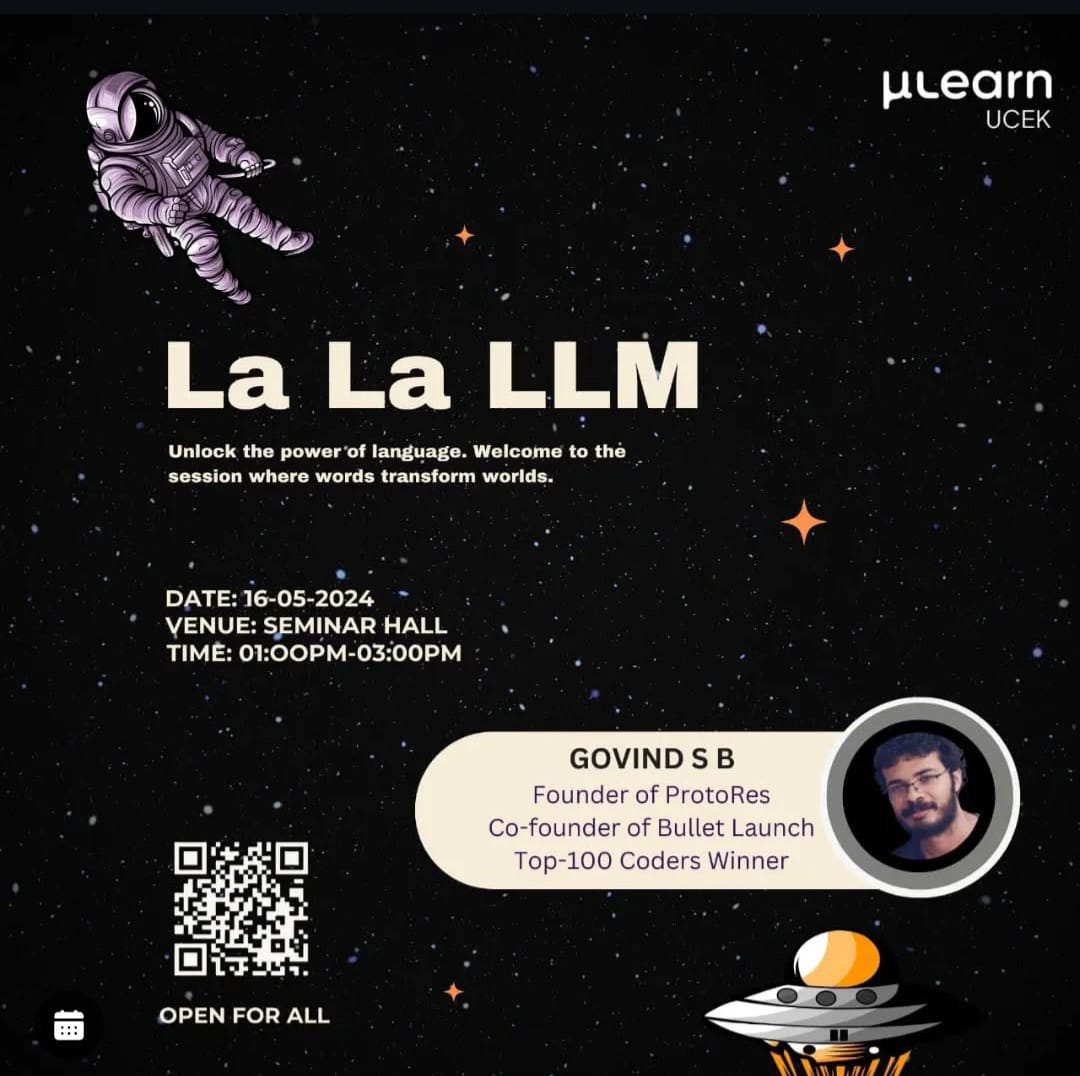 µLearn
UCEK
La La LLM
Unlock the power of language. Welcome to the
session where words transform worlds.
DATE: 16-05-2024
VENUE: SEMINAR HALL
TIME: 01:OOPM-03:00PM
GOVIND S B
Founder of ProtoRes
Co-founder of Bullet Launch
Top-100 Coders Winner
OPEN FOR ALL